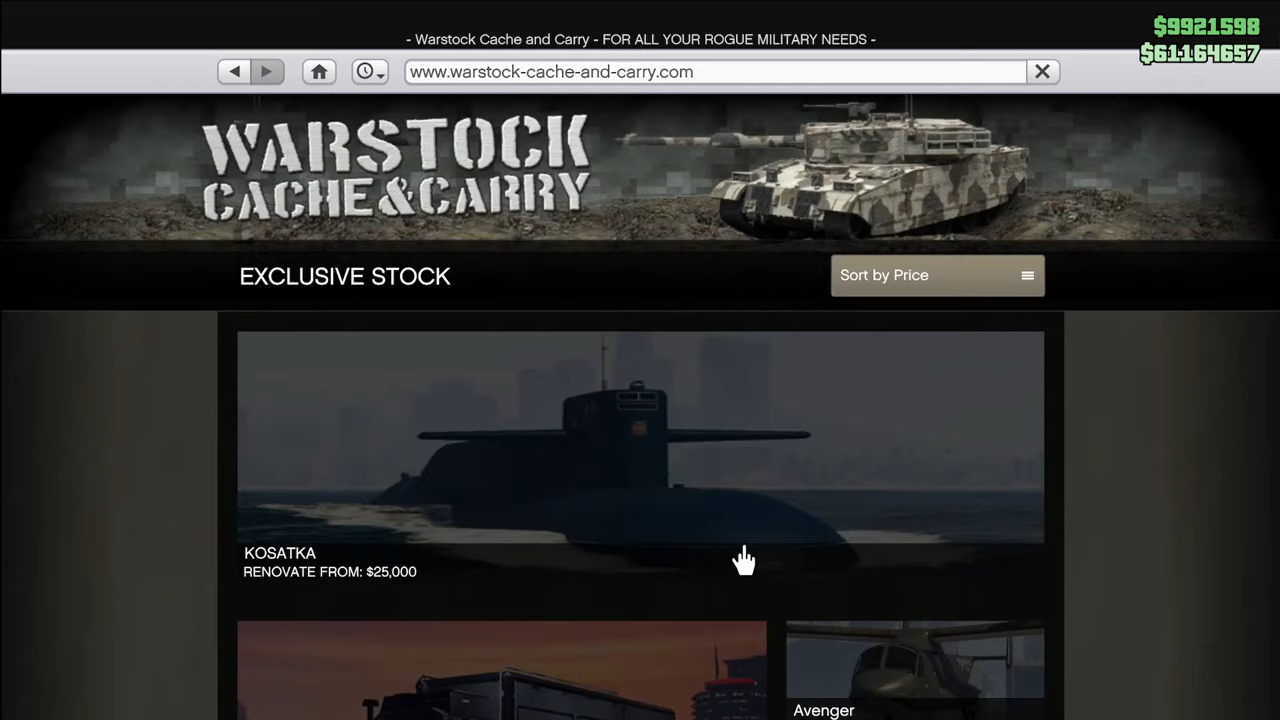 $9921598
- Warstock Cache and Carry - FOR ALL YOUR ROGUE MILITARY NEEDS -
$61164657
www.warstock-cache-and-carry.com
WARSTOCK
CACHE&CARRY
EXCLUSIVE STOCK
Sort by Price
KOSATKA
RENOVATE FROM: $25,000
Avenger